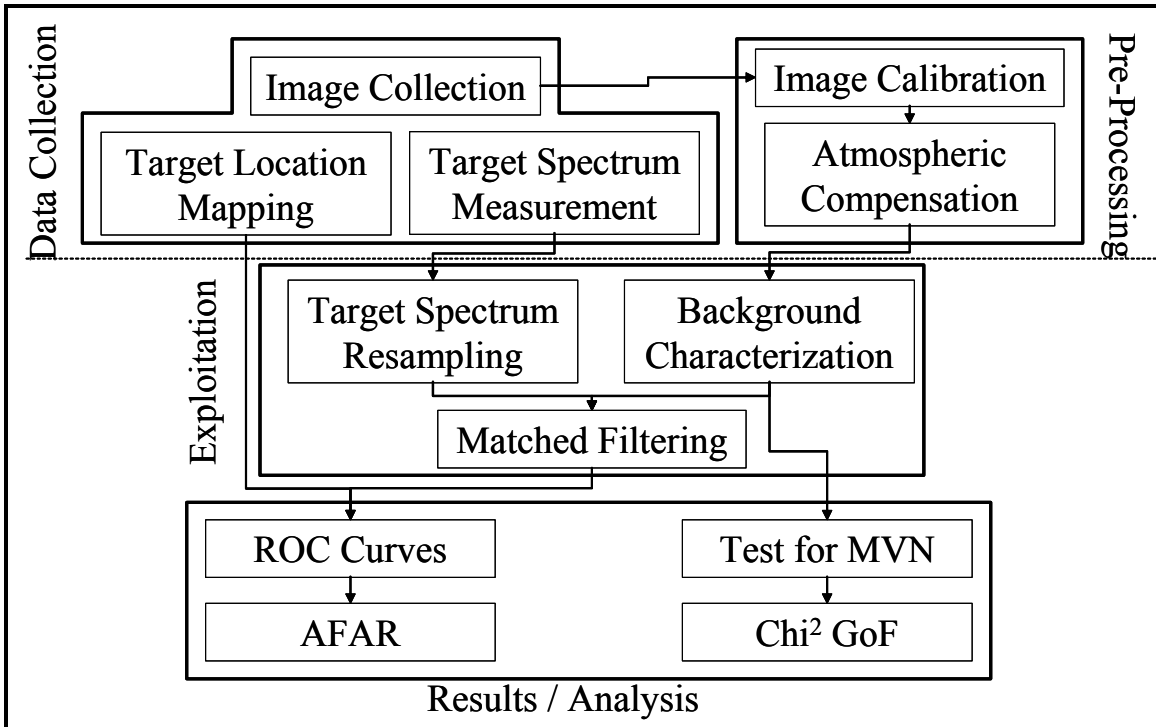 Data Collection
Image Collection
Target Location
Mapping
Target Spectrum
Measurement
Pre-Processing
Image Calibration
Atmospheric
Compensation
Exploitation
Target Spectrum
Resampling
Background
Characterization
Matched Filtering
ROC Curves
AFAR
Test for MVN
Chi² GoF
Results / Analysis